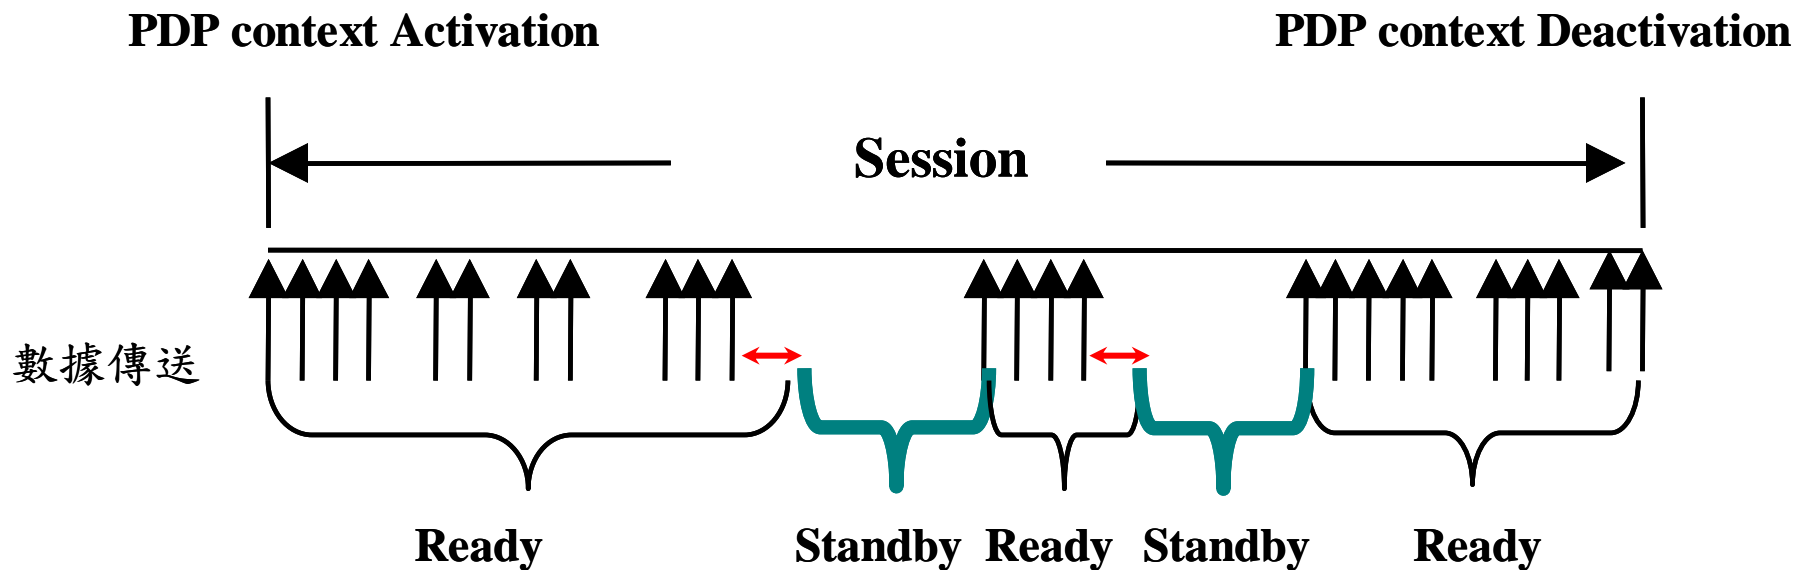 PDP context Activation
PDP context Deactivation
Session
數據傳送
Ready
Standby
Ready
Standby
Ready